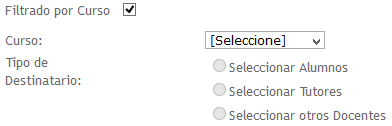 Filtrado por Curso
Curso: [Seleccione]
Tipo de
Destinatario:
Seleccionar Alumnos
Seleccionar Tutores
Seleccionar otros Docentes